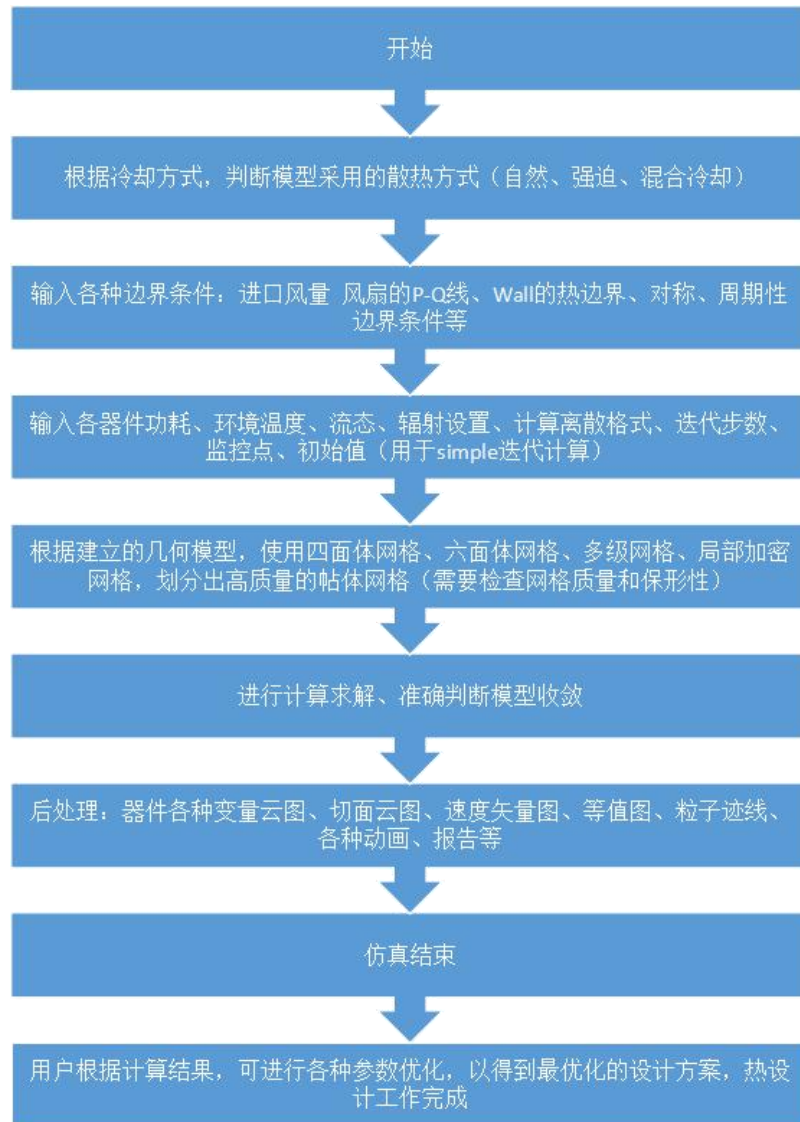 开始
根据冷却方式，判断模型采用的散热方式（自然、强迫、混合冷却）
输入各种边界条件：进口风量 风扇的P-Q线、Wall的热边界、对称、周期性
边界条件等
输入各器件功耗、环境温度、流态、辐射设置、计算离散格式、迭代步数、
监控点、初始值（用于simple迭代计算）
根据建立的几何模型，使用四面体网格、六面体网格、多级网格、局部加密
网格，划分出高质量的帖体网格（需要检查网格质量和保形性）
进行计算求解、准确判断模型收敛
后处理：器件各种变量云图、切面云图、速度矢量图、等值图、粒子迹线、
各种动画、报告等
仿真结束
用户根据计算结果，可进行各种参数优化，以得到最优化的设计方案，热设
计工作完成